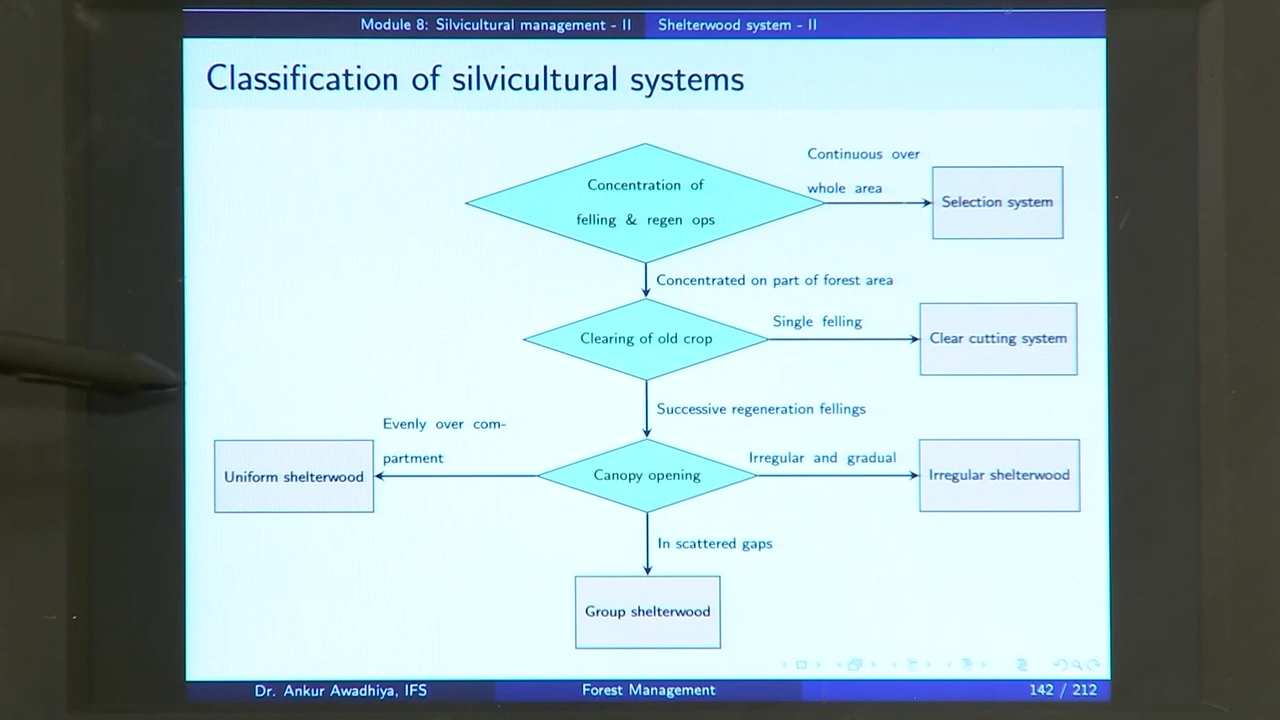 Module 8: Silvicultural management - II
Shelterwood system - II
Classification of silvicultural systems
Concentration of
felling & regen ops
Continuous over
whole area
Selection system
Concentrated on part of forest area
Clearing of old crop
Single felling
Clear cutting system
Successive regeneration fellings
Evenly over com-
partment
Uniform shelterwood
Canopy opening
Irregular and gradual
Irregular shelterwood
In scattered gaps
Group shelterwood
Dr. Ankur Awadhiya, IFS
Forest Management
142 / 212